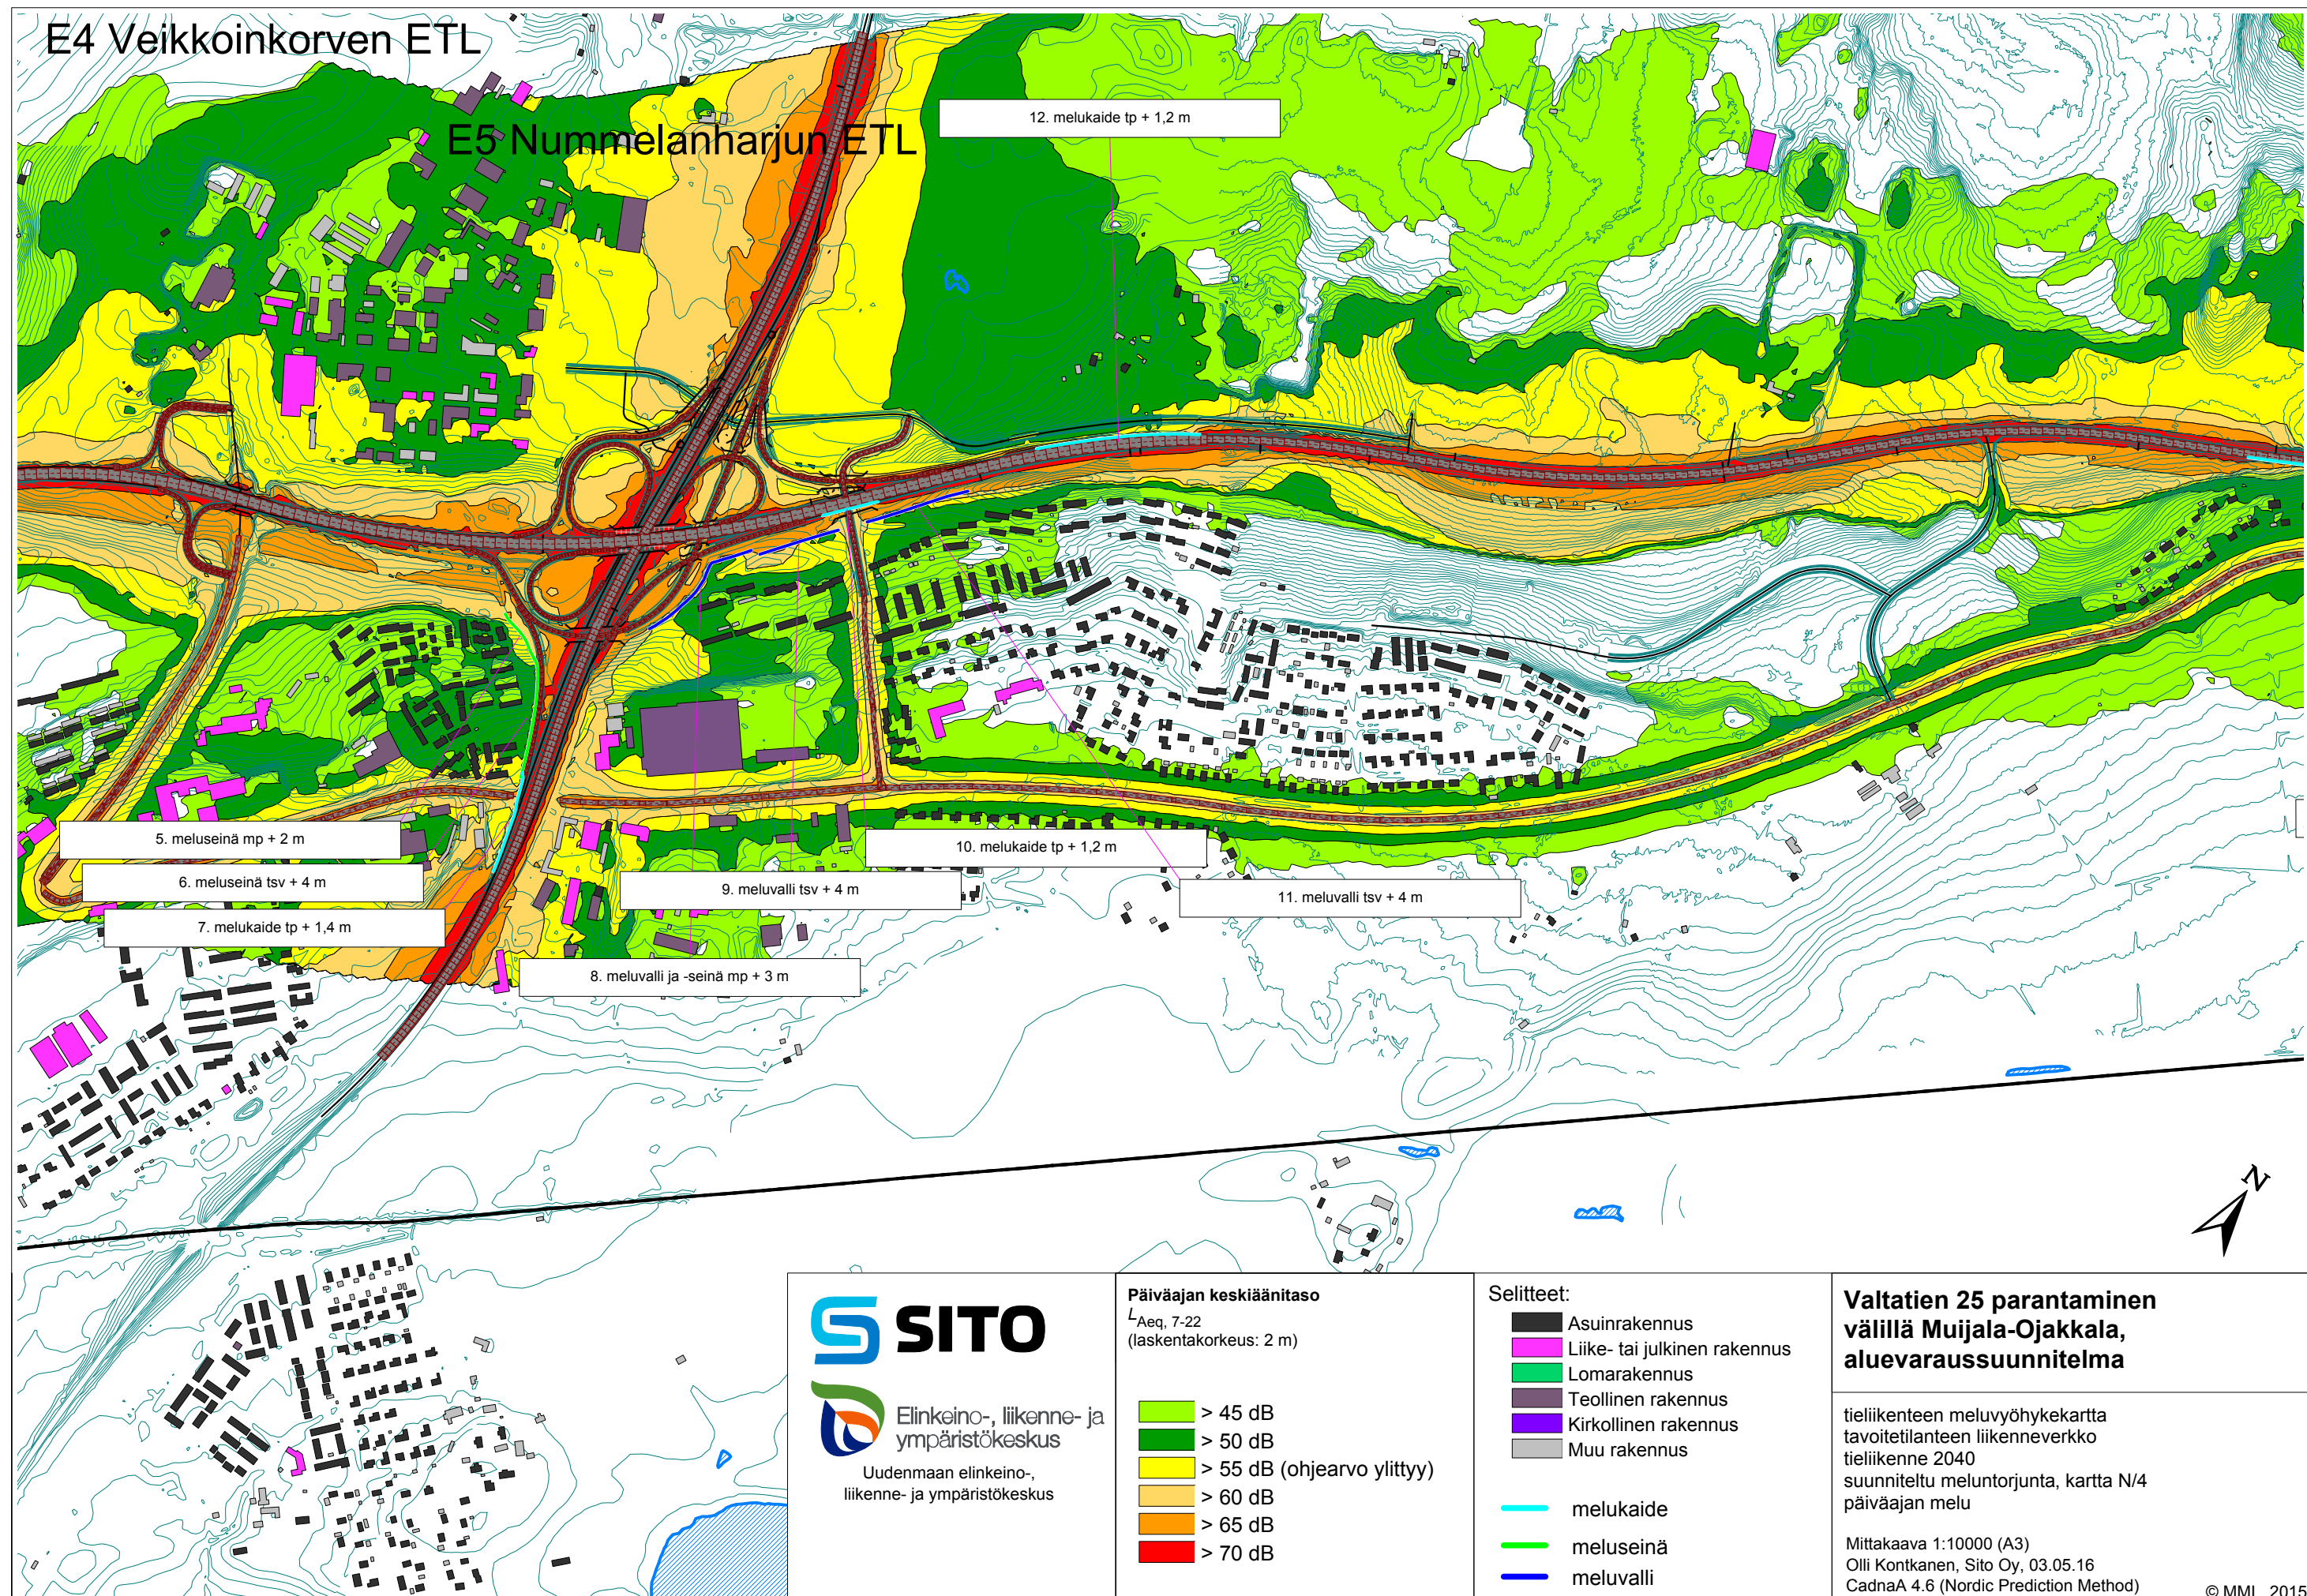 E4 Veikkoinkorven ETL
E5 Nummelanharjun ETL
12. melukaide tp + 1,2 m
5. meluseinä mp + 2 m
6. meluseinä tsv + 4 m
7. melukaide tp + 1,4 m
8. meluvalli ja -seinä mp + 3 m
9. meluvalli tsv + 4 m
10. melukaide tp + 1,2 m
11. meluvalli tsv + 4 m
N
SITO
Elinkeino-, liikenne- ja
ympäristökeskus
Uudenmaan elinkeino-,
liikenne- ja ympäristökeskus
Päiväajan keskiäänitaso
LAeq, 7-22
(laskentakorkeus: 2 m)
> 45 dB
> 50 dB
> 55 dB (ohjearvo ylittyy)
> 60 dB
> 65 dB
> 70 dB
Selitteet:
Asuinrakennus
Liike- tai julkinen rakennus
Lomarakennus
Teollinen rakennus
Kirkollinen rakennus
Muu rakennus
melukaide
meluseinä
meluvalli
Valtatien 25 parantaminen
välillä Muijala-Ojakkala,
aluevaraussuunnitelma
tieliikenteen meluvyöhykekartta
tavoitetilanteen liikenneverkko
tieliikenne 2040
suunniteltu meluntorjunta, kartta N/4
päiväajan melu
Mittakaava 1:10000 (A3)
Olli Kontkanen, Sito Oy, 03.05.16
CadnaA 4.6 (Nordic Prediction Method)
© MML, 2015